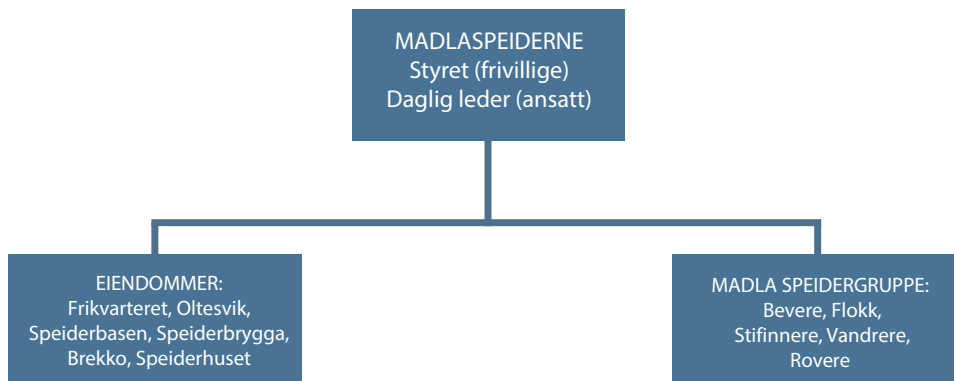 MADLASPEIDERNE
Styret (frivillige)
Daglig leder (ansatt)
EIENDOMMER:
Frikvarteret, Oltesvik,
Speiderbasen, Speiderbrygga,
Brekko, Speiderhuset
MADLA SPEIDERGRUPPE:
Bevere, Flokk,
Stifinnere, Vandrere,
Rovere